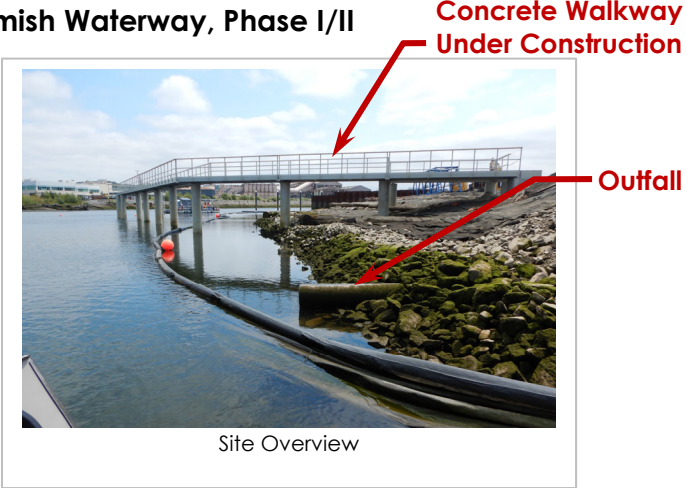 Concrete Walkway
mish Waterway, Phase I/II
Under Construction
Outfall
Site Overview